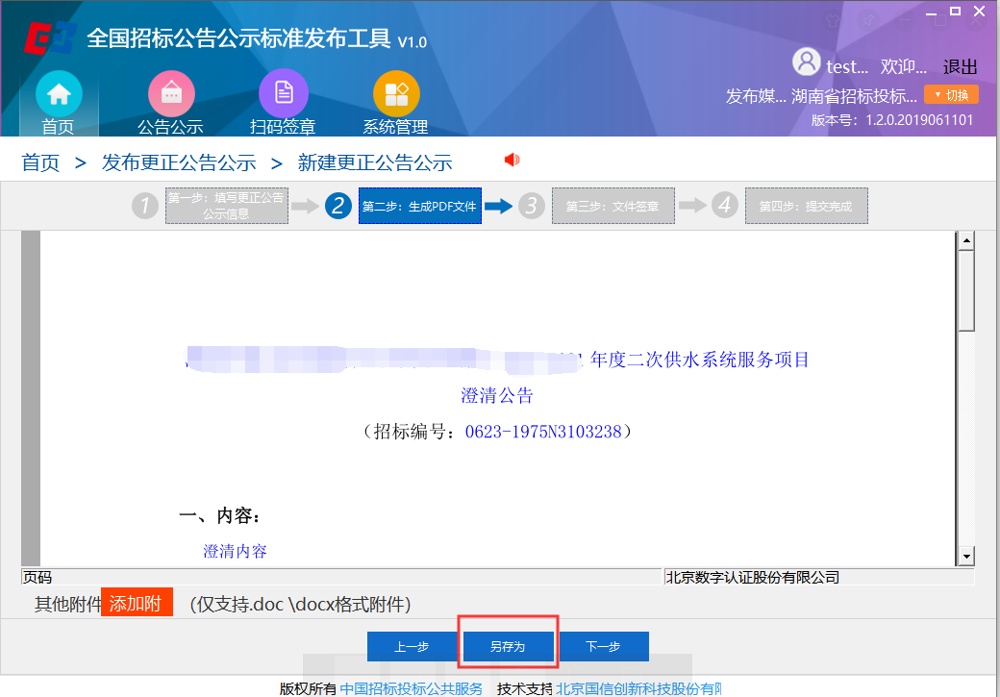 全国招标公告公示标准发布工具 V1.0
test... 欢迎... 退出
首页 公告公示 扫码签章 系统管理
发布媒... 湖南省招标投标... 切换
版本号：1.2.0.2019061101
首页 > 发布更正公告公示 > 新建更正公告公示
1 第一步：填写更正公告公示信息 2 第二步：生成PDF文件 3 第三步：文件签章 4 第四步：提交完成
年度二次供水系统服务项目
澄清公告
（招标编号：0623-1975N3103238）
一、内容：
澄清内容
页码 北京数字认证股份有限公司
其他附件 添加附 (仅支持.doc \docx格式附件)
上一步 另存为 下一步
版权所有 中国招标投标公共服务 技术支持 北京国信创新科技股份有